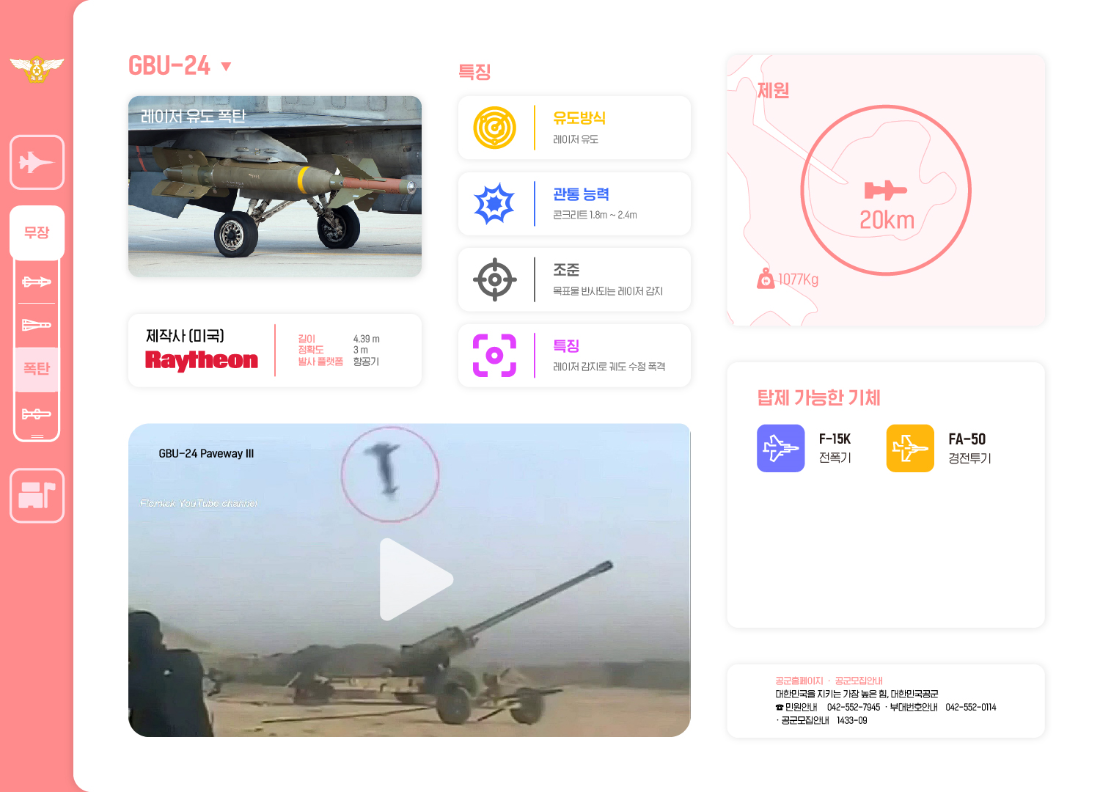 GBU-24 ▼
레이저 유도 폭탄
무장
폭탄
제작사 (미국)
Raytheon
길이 4.39 m
정확도 3 m
발사 플랫폼 항공기
특징
유도방식
레이저 유도
관통 능력
콘크리트 1.8m ~ 2.4m
조준
목표물 반사되는 레이저 감지
특징
레이저 감지로 궤도 수정 폭격
GBU-24 Paveway III
YouTube channel
제원
20km
1077Kg
탑제 가능한 기체
F-15K
전폭기
FA-50
경전투기
공군홈페이지 · 공군모집안내
대한민국을 지키는 가장 높은 힘, 대한민국공군
☎ 민원안내 042-552-7945 · 부대번호안내 042-552-0114
· 공군모집안내 1433-09